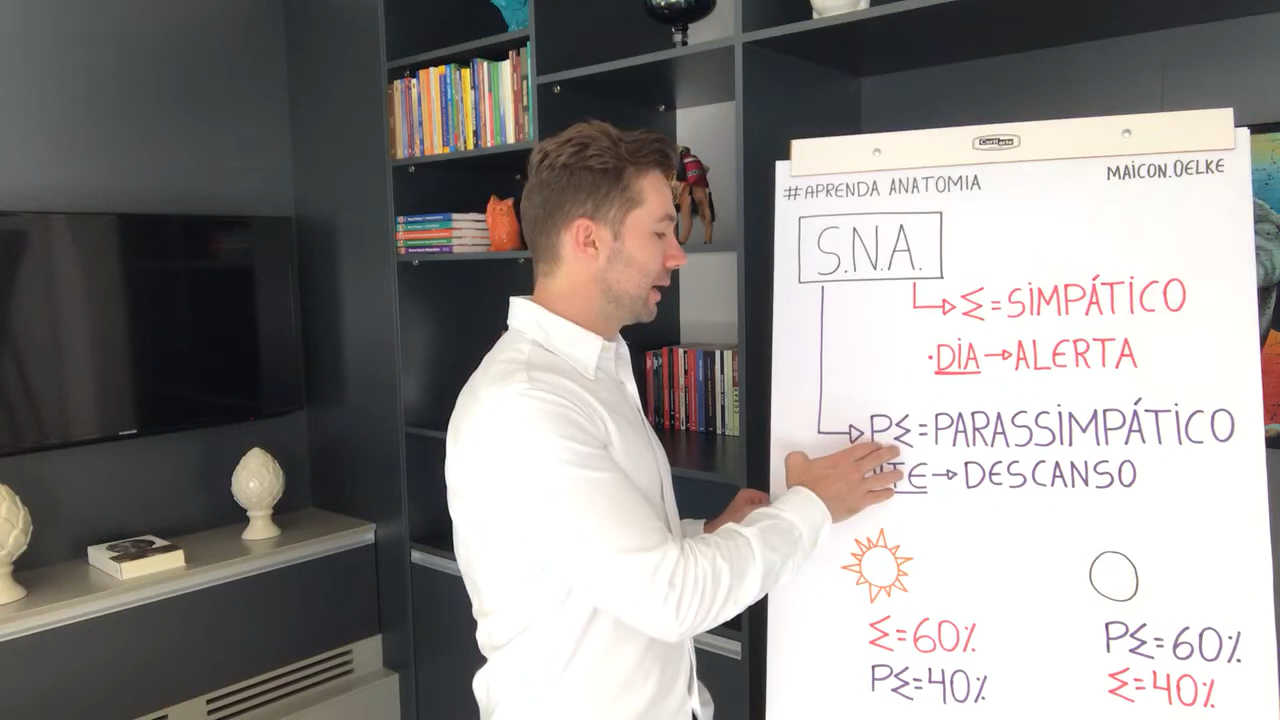 #APRENDA ANATOMIA
MAICON.OELKE
S.N.A.
Σ=SIMPÁTICO
·DIA→ALERTA
PΣ=PARASSIMPÁTICO
→DESCANSO
Σ=60%
PΣ=40%
PΣ=60%
Σ=40%